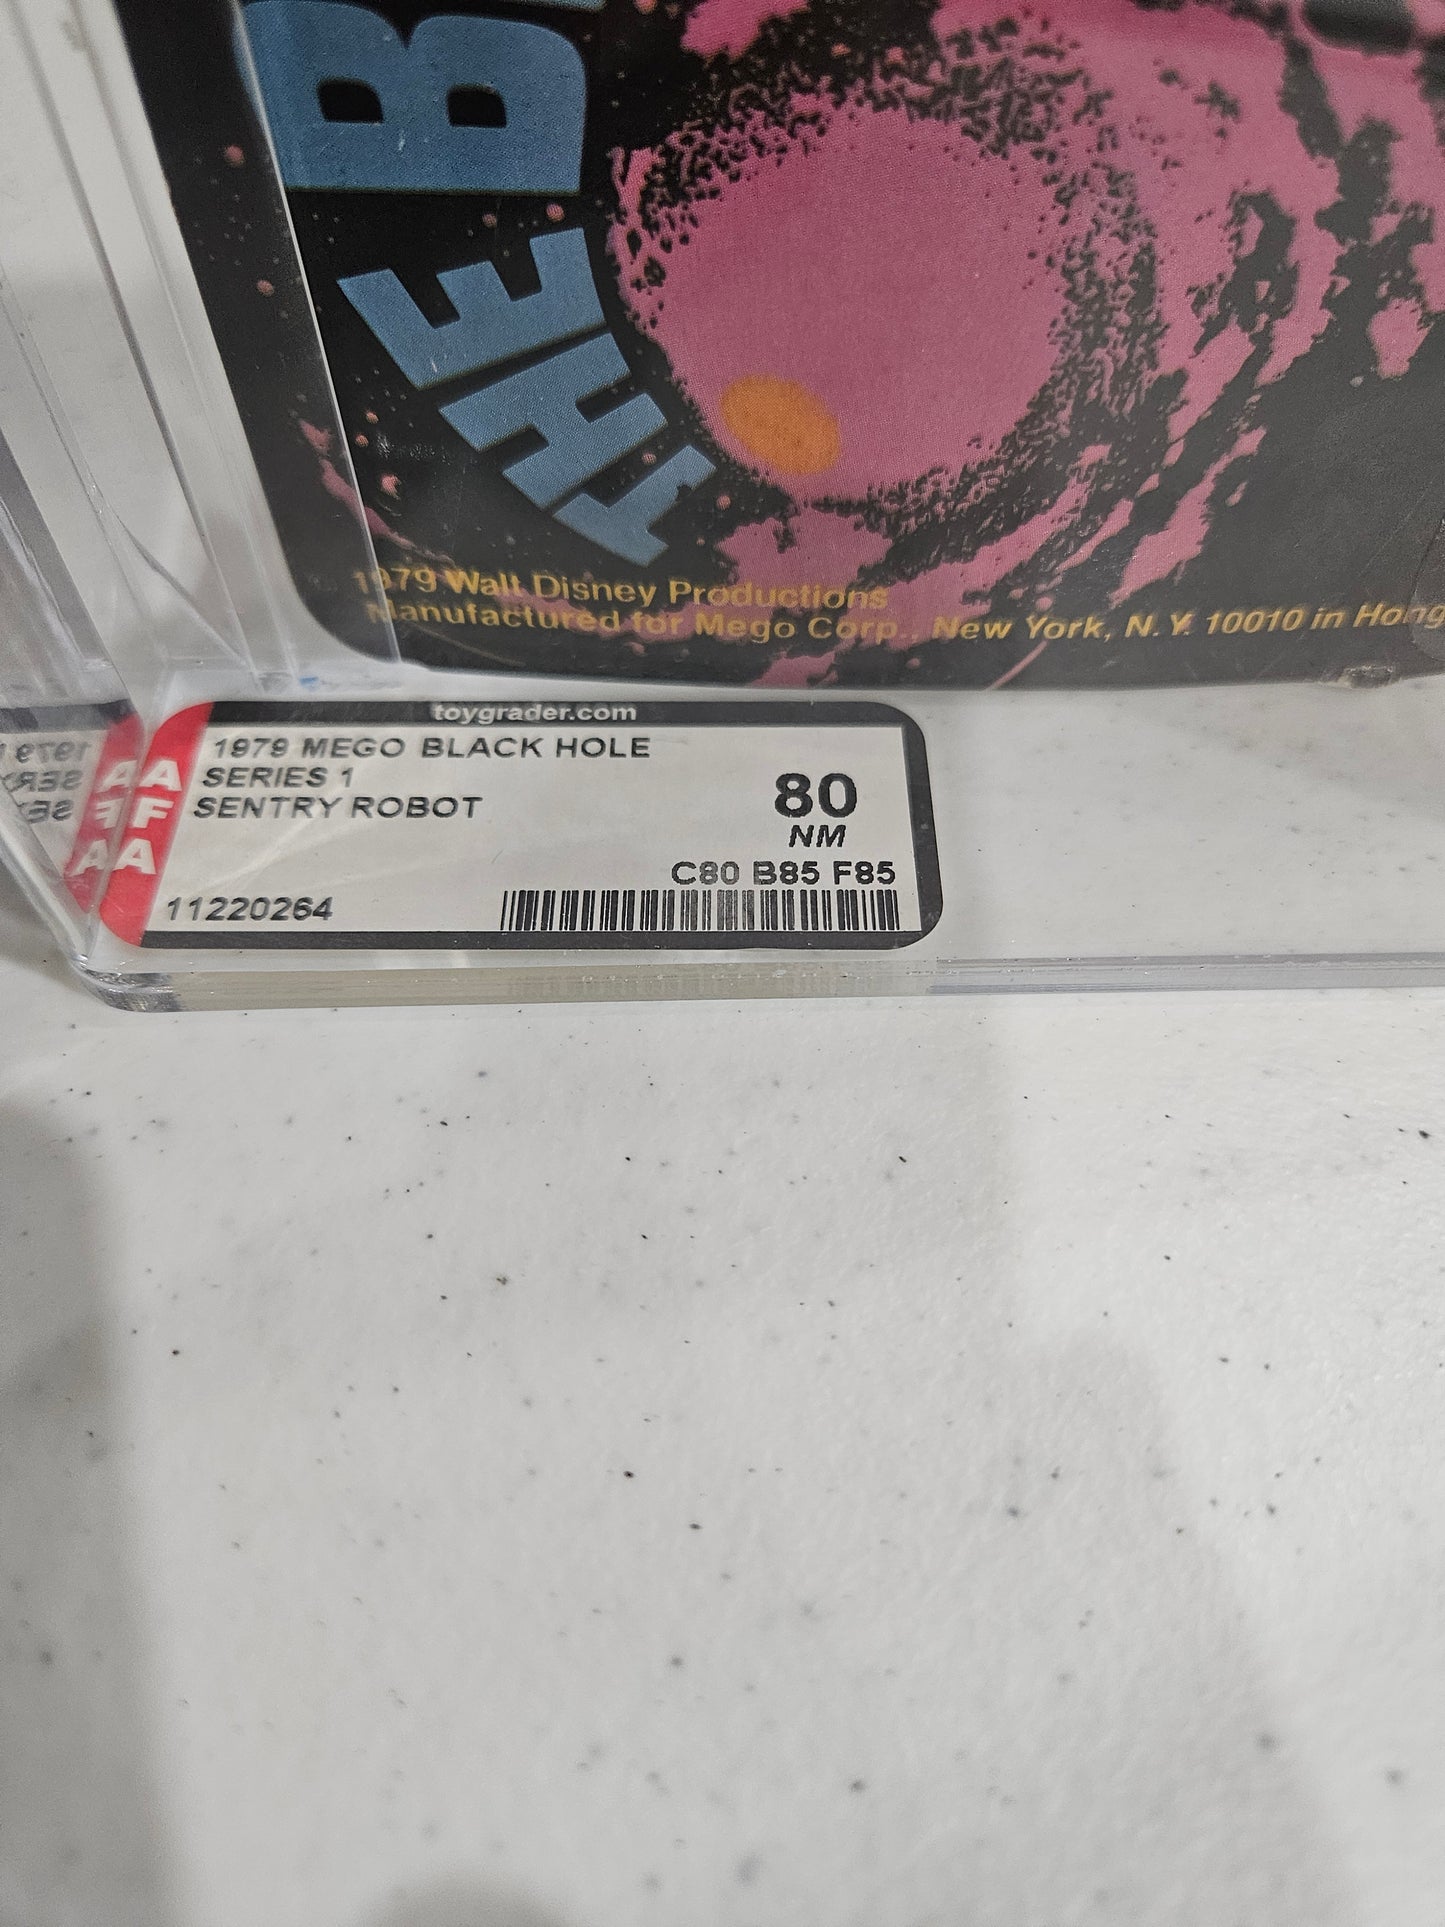 THE B
1979 Walt Disney Productions
Manufactured for Mego Corp., New York, N.Y. 10010 in Hong
toygrader.com
AFA
1979 MEGO BLACK HOLE
SERIES 1
SENTRY ROBOT
80
NM
C80 B85 F85
11220264